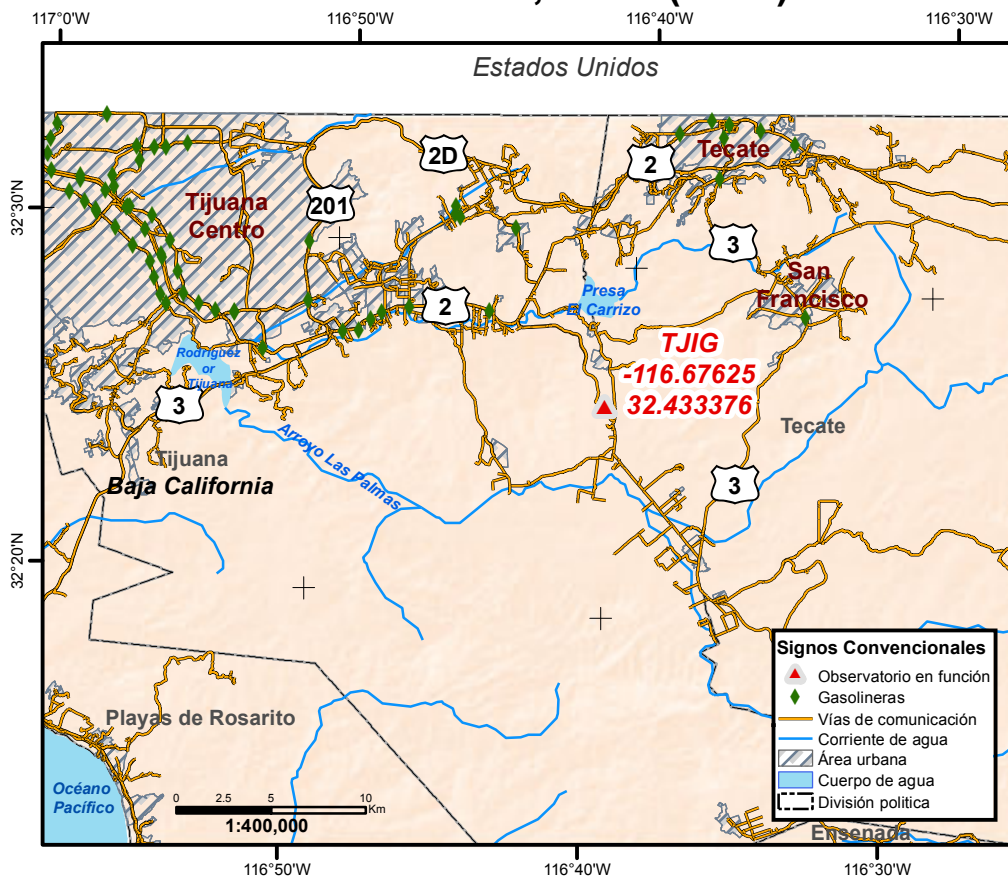 117°0'W
116°50'W
116°40'W
116°30'W
Estados Unidos
2D
2
Tecate
32°30'N
Tijuana
Centro
201
3
San
Francisco
Presa
El Carrizo
2
Rodriguez
or
Tijuana
TJIG
-116.67625
32.433376
3
Tecate
Arroyo Las Palmas
Tijuana
Baja California
3
32°20'N
Playas de Rosarito
Océano
Pacífico
0 2.5 5 10
Km
1:400,000
Signos Convencionales
Observatorio en función
Gasolineras
Vías de comunicación
Corriente de agua
Área urbana
Cuerpo de agua
División politica
Ensenada
116°50'W
116°40'W
116°30'W